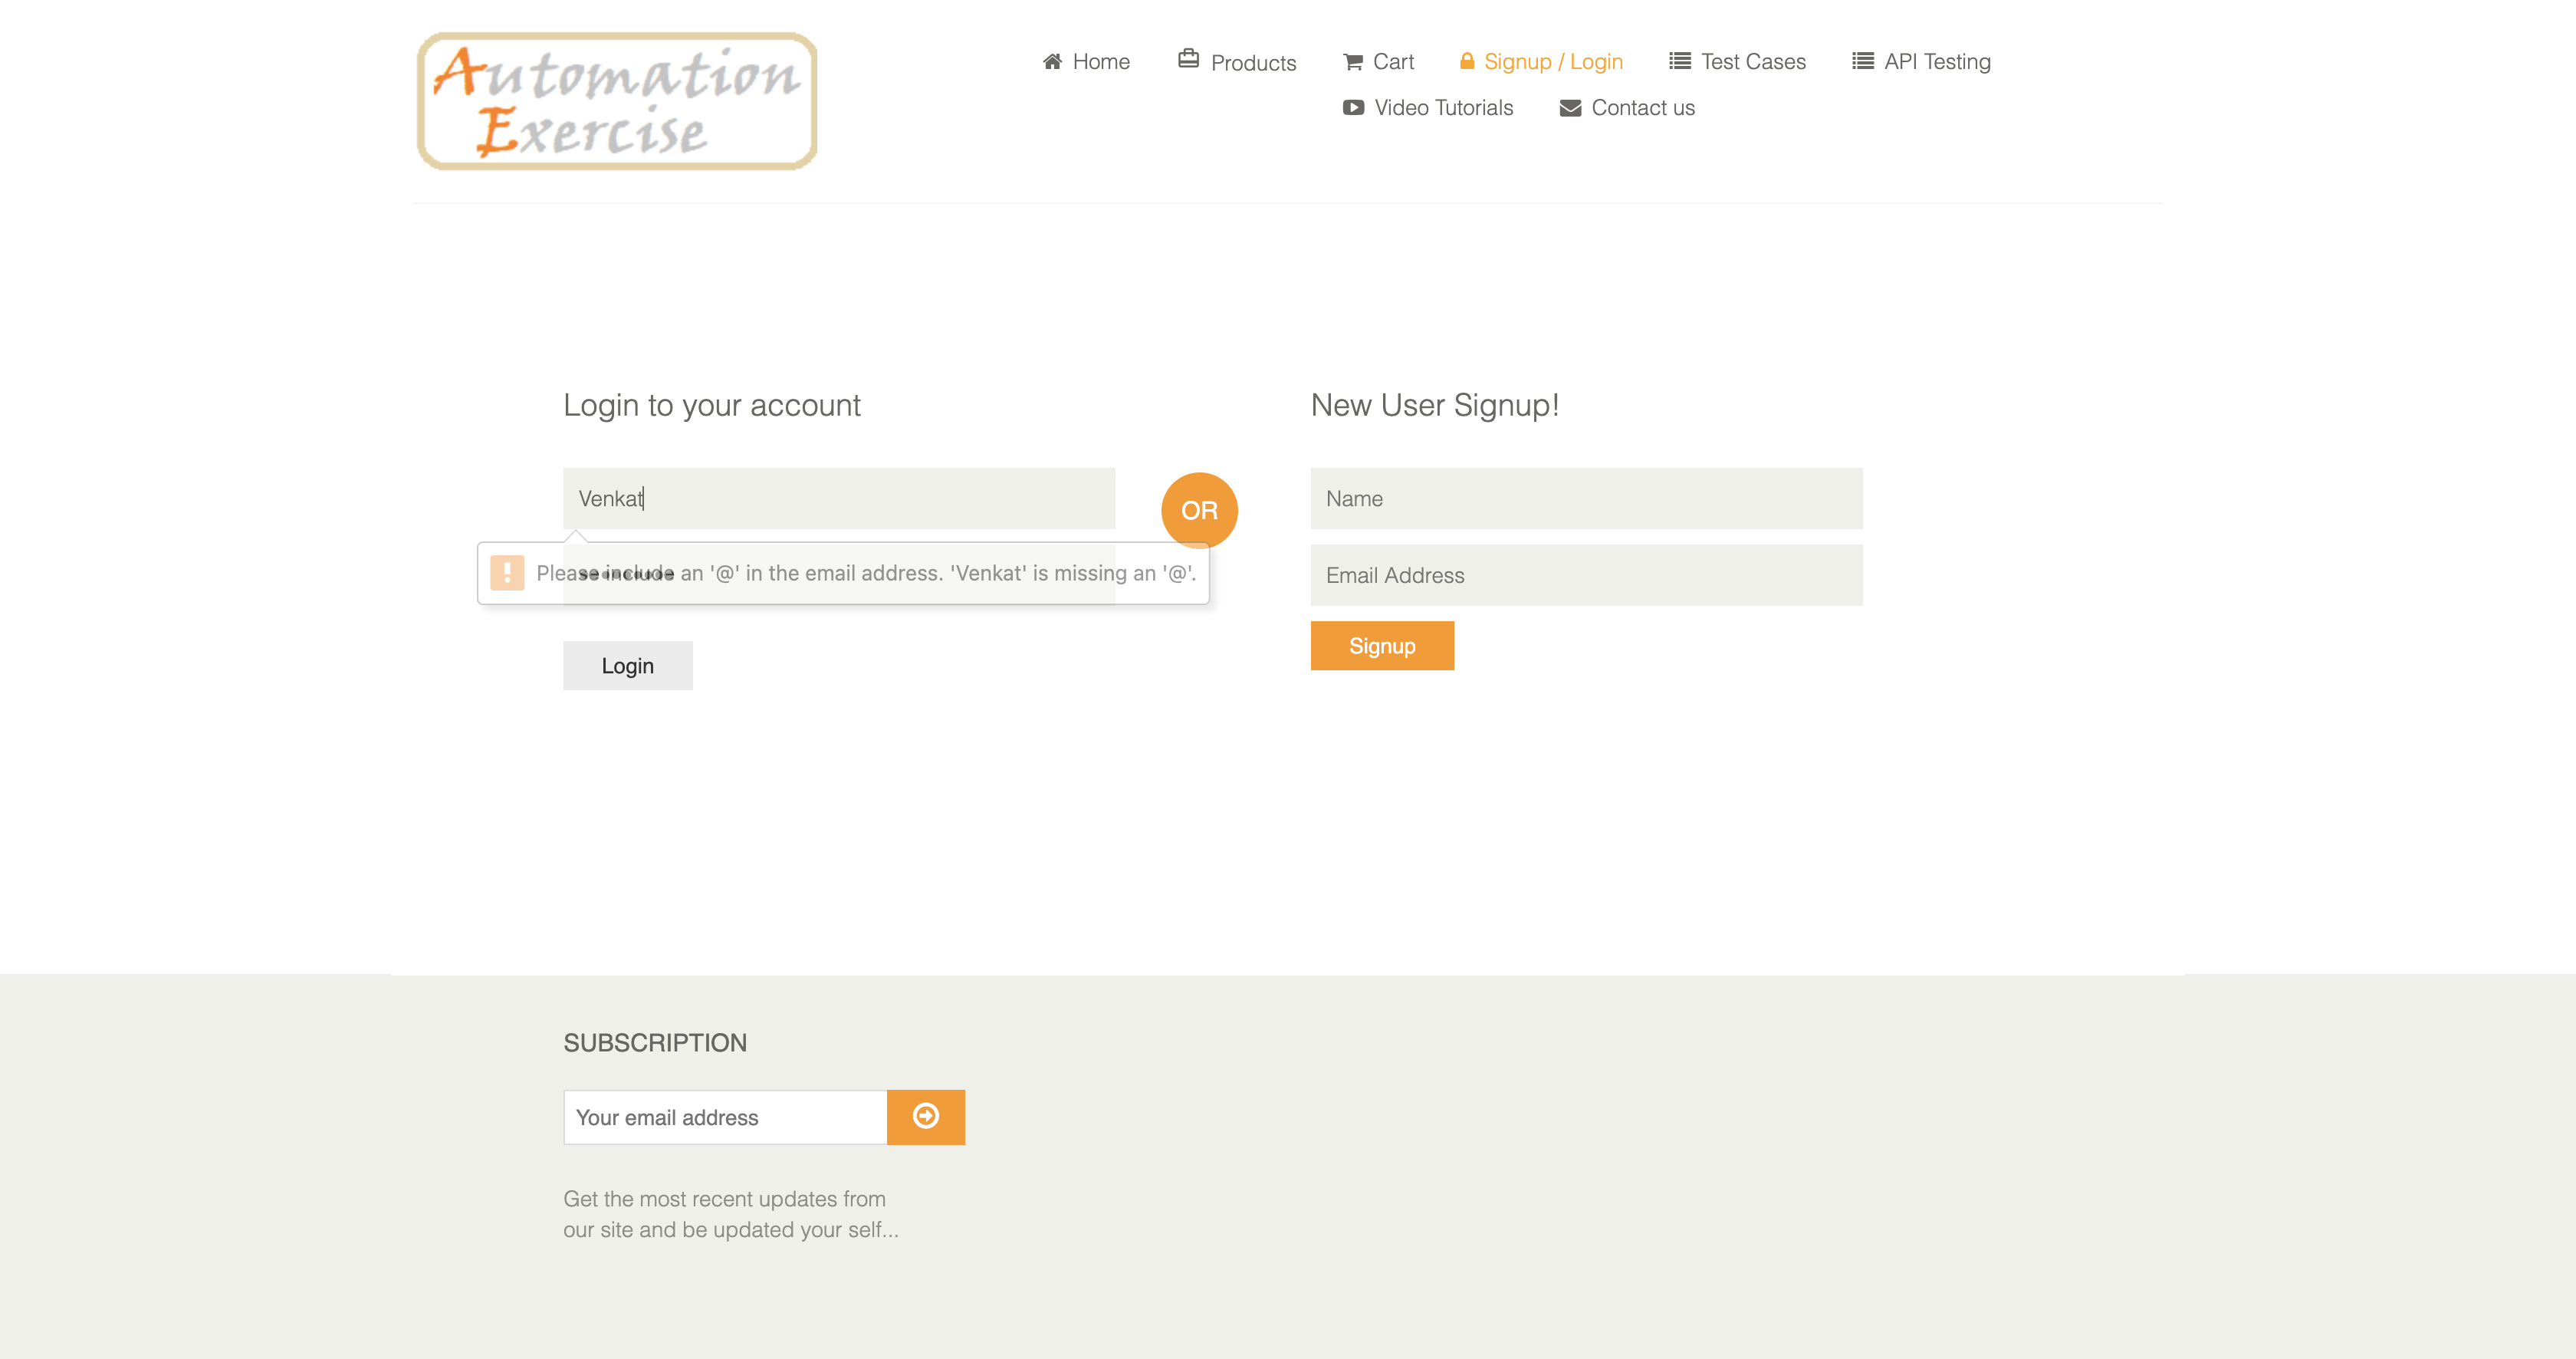 Automation
Exercise
Home Products Cart Signup / Login Test Cases API Testing
Video Tutorials Contact us
Login to your account
Venkat
Please include an '@' in the email address. 'Venkat' is missing an '@'.
Login
OR
New User Signup!
Name
Email Address
Signup
SUBSCRIPTION
Your email address
Get the most recent updates from
our site and be updated your self...